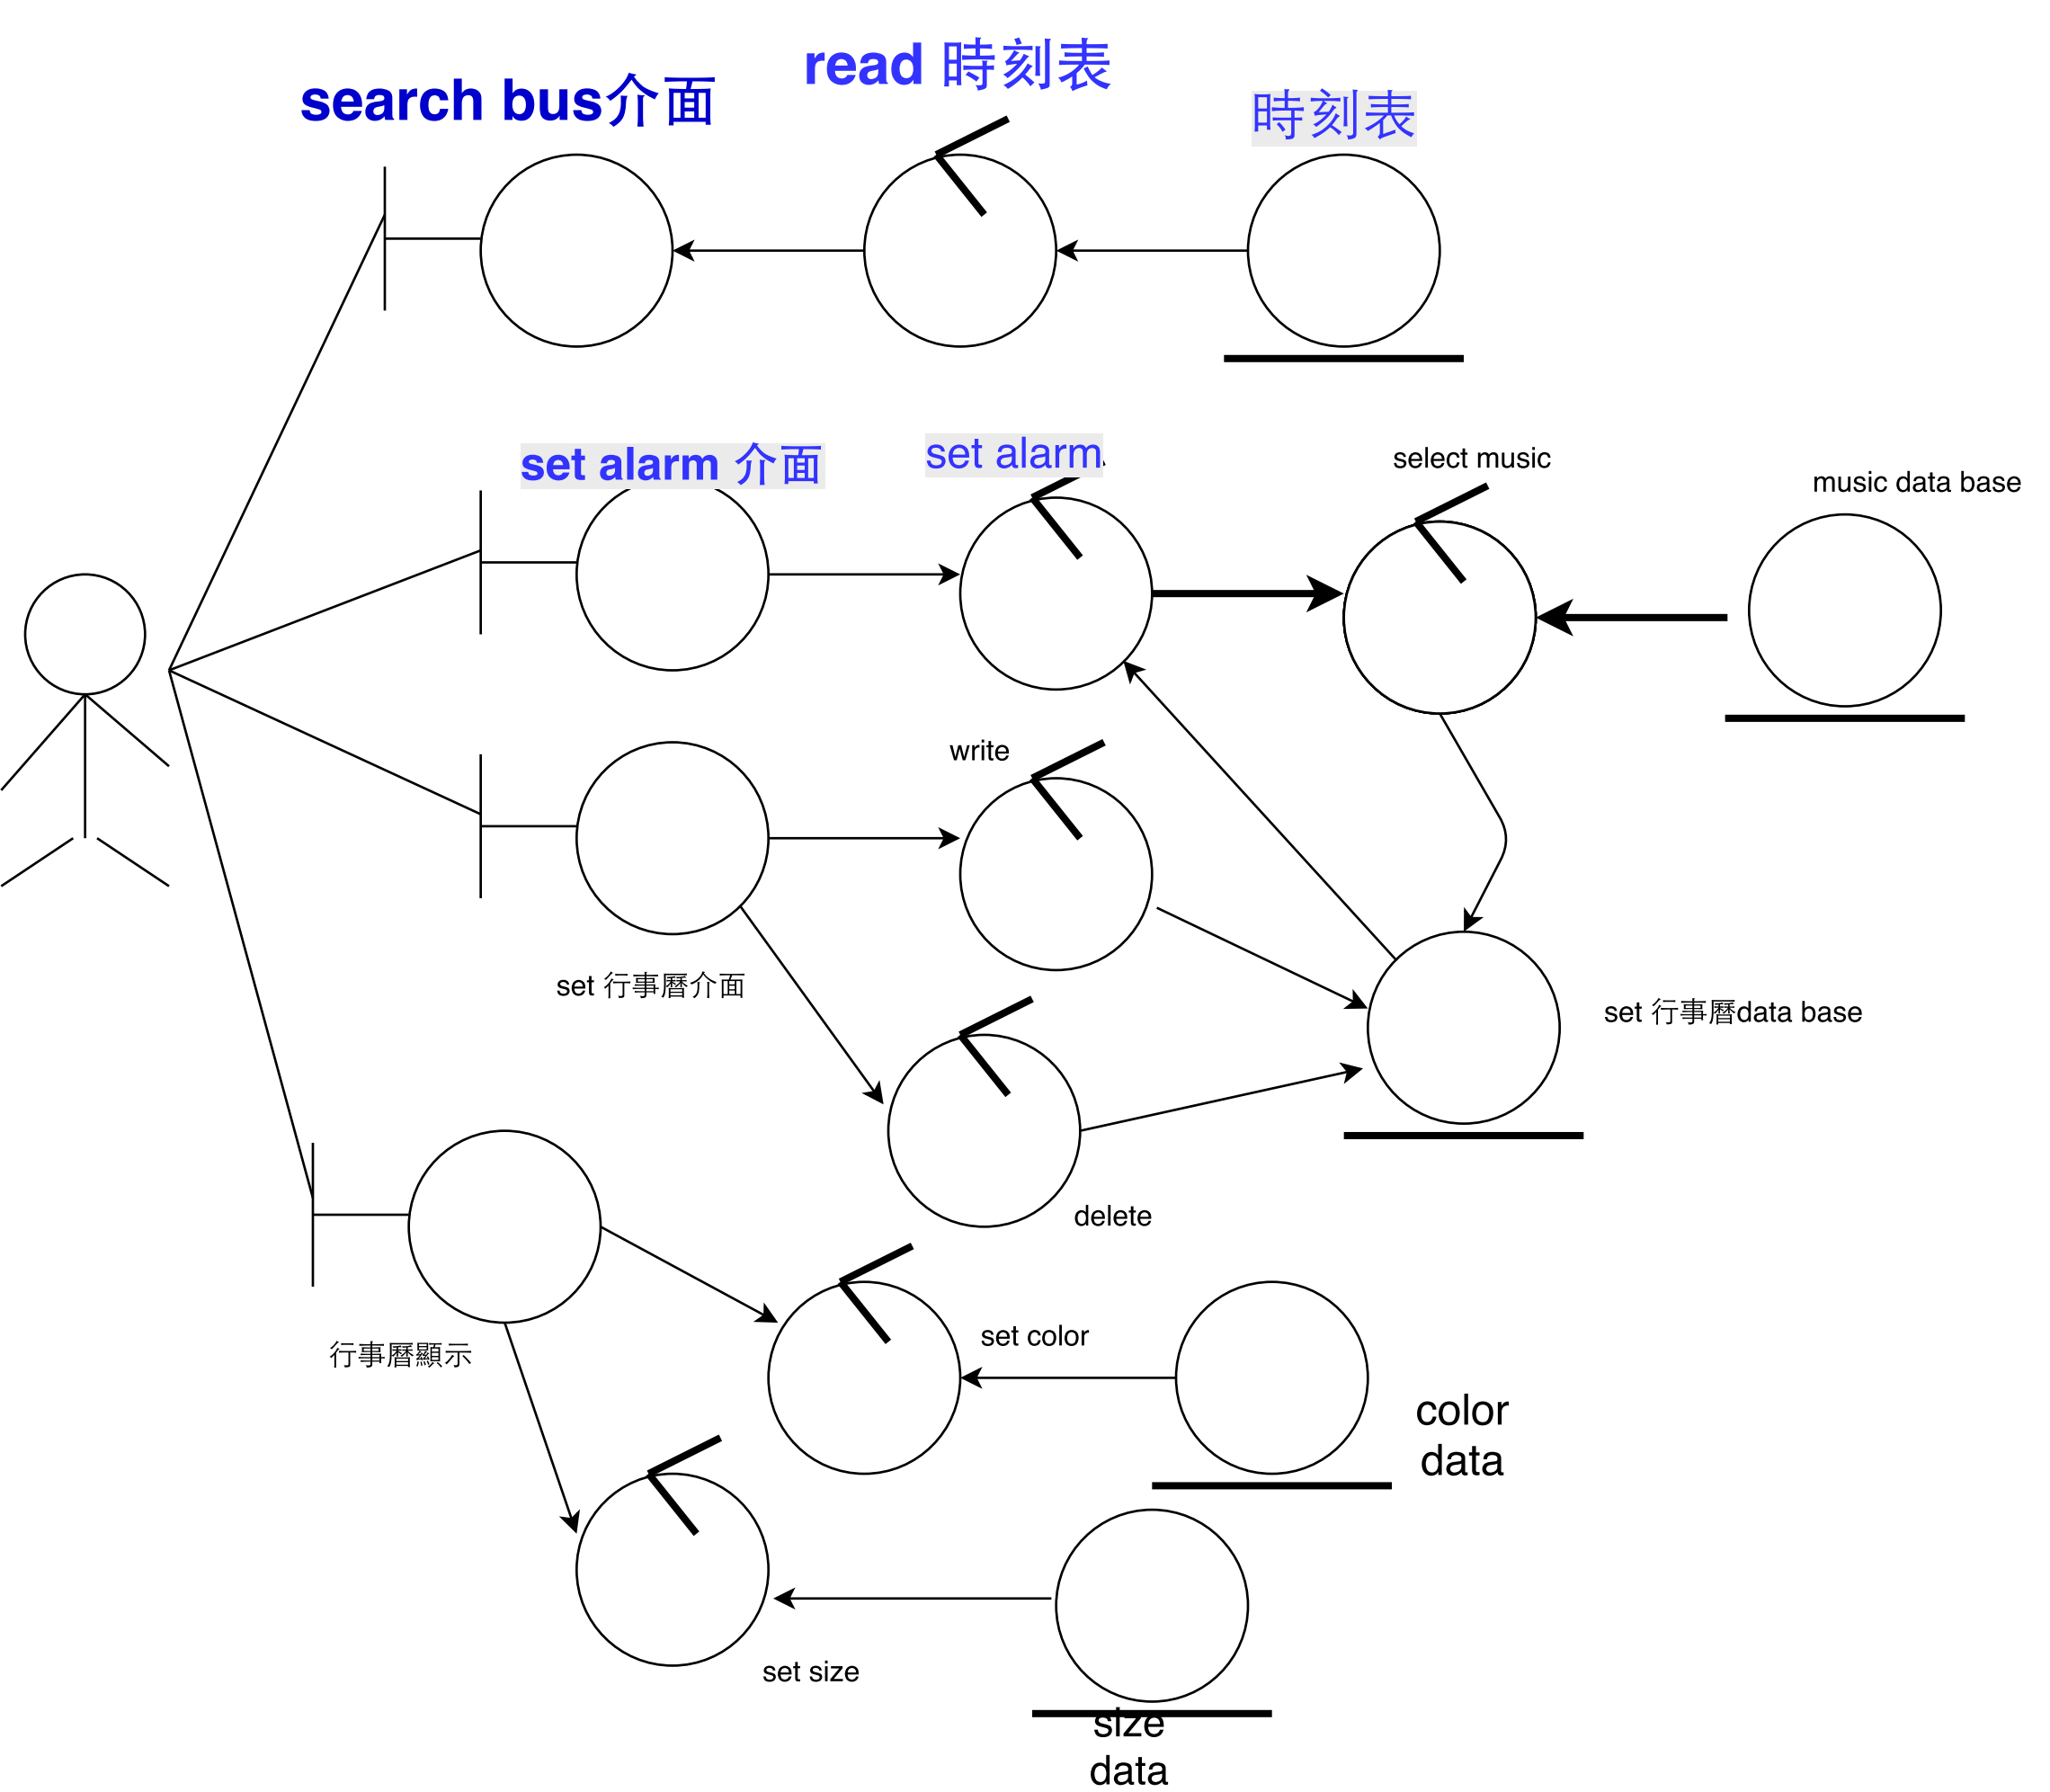 read 時刻表
search bus介面
時刻表
set alarm 介面
set alarm
select music
music data base
write
set 行事曆介面
set 行事曆data base
delete
行事曆顯示
set color
color
data
set size
size
data